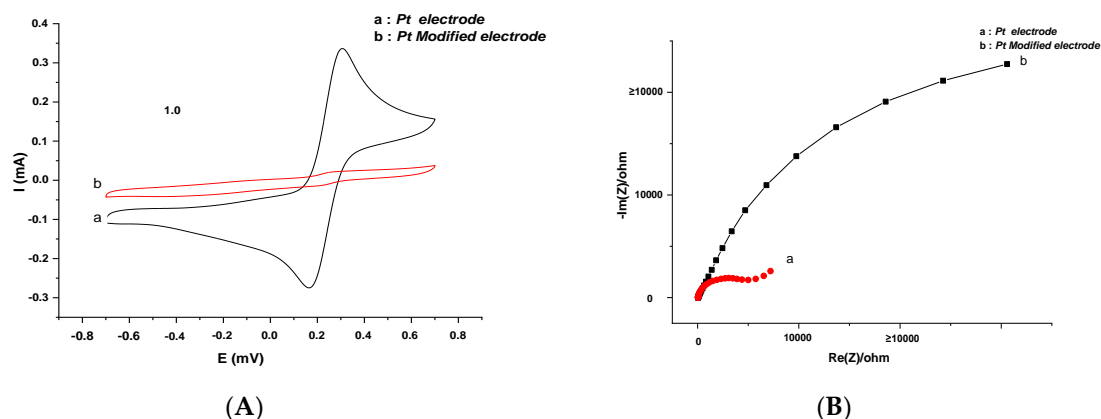 a : Pt electrode
b : Pt Modified electrode
0.4
0.3
0.2
0.1
0.0
-0.1
-0.2
-0.3
I (mA)
1.0
b
a
-0.8 -0.6 -0.4 -0.2 0.0 0.2 0.4 0.6 0.8
E (mV)
(A)
a : Pt electrode
b : Pt Modified electrode
≥10000
10000
0
-Im(Z)/ohm
b
a
0 10000 ≥10000
Re(Z)/ohm
(B)